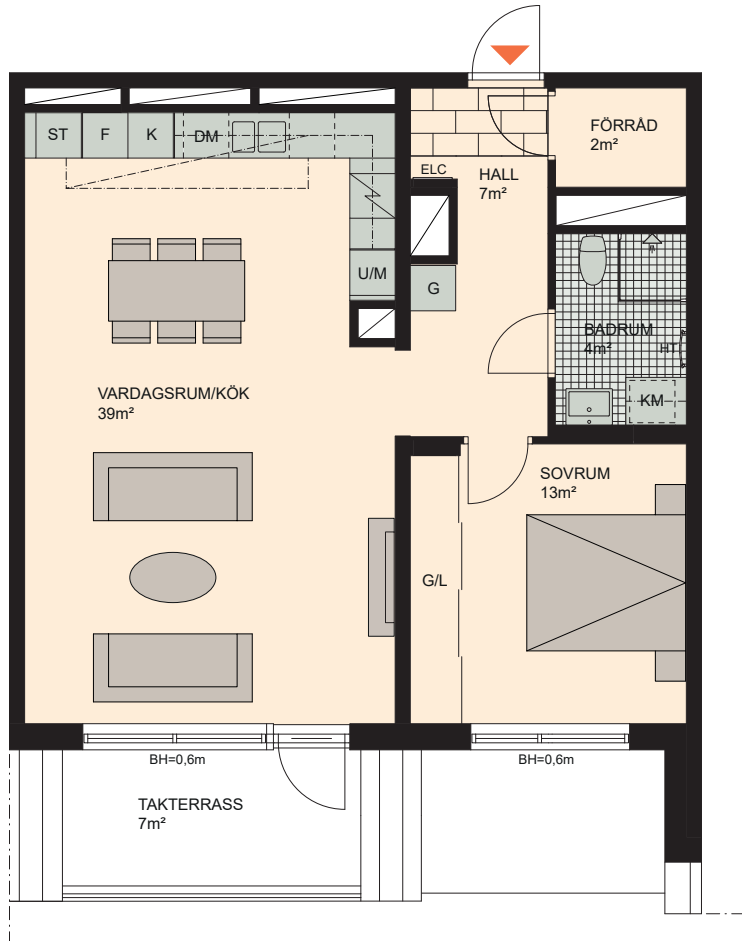 ST
F
K
DM
FÖRRÅD
2m²
ELC
HALL
7m²
U/M
G
BADRUM
4m²
HT
KM
VARDAGSRUM/KÖK
39m²
SOVRUM
13m²
G/L
BH=0,6m
BH=0,6m
TAKTERRASS
7m²